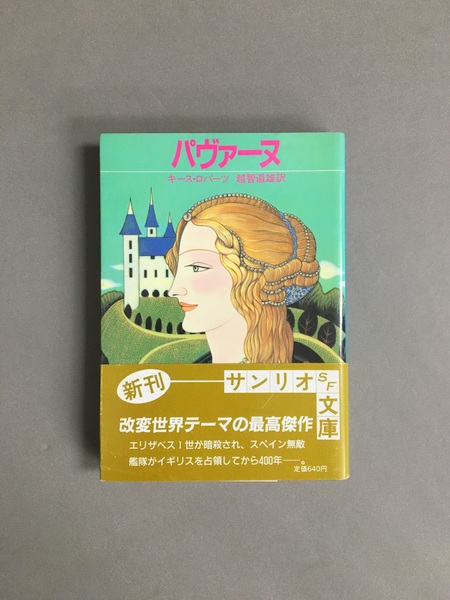 パヴァーヌ
キース・ロバーツ 越智道雄訳
新刊
サンリオSF文庫
改変世界テーマの最高傑作
エリザベス1世が暗殺され、スペイン無敵
艦隊がイギリスを占領してから400年──。
定価640円